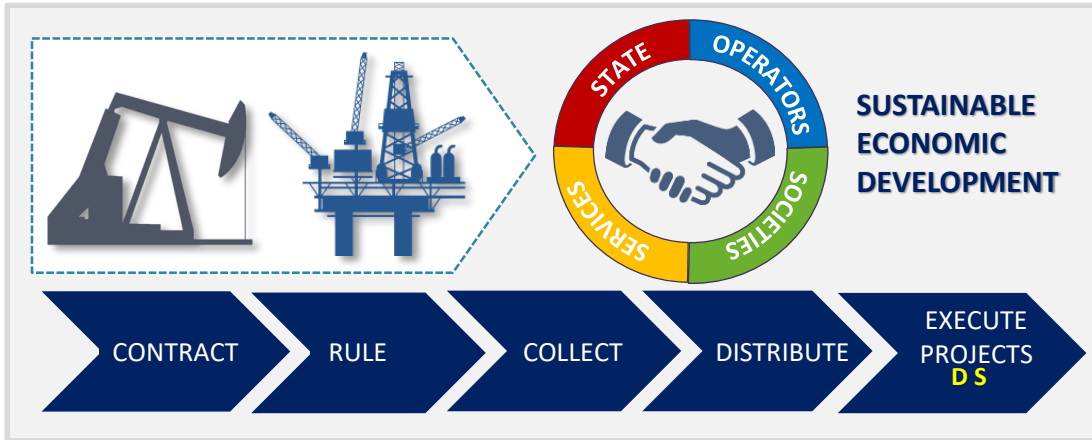 STATE
OPERATORS
SERVICES
SOCIETIES
SUSTAINABLE
ECONOMIC
DEVELOPMENT
CONTRACT
RULE
COLLECT
DISTRIBUTE
EXECUTE
PROJECTS
D S